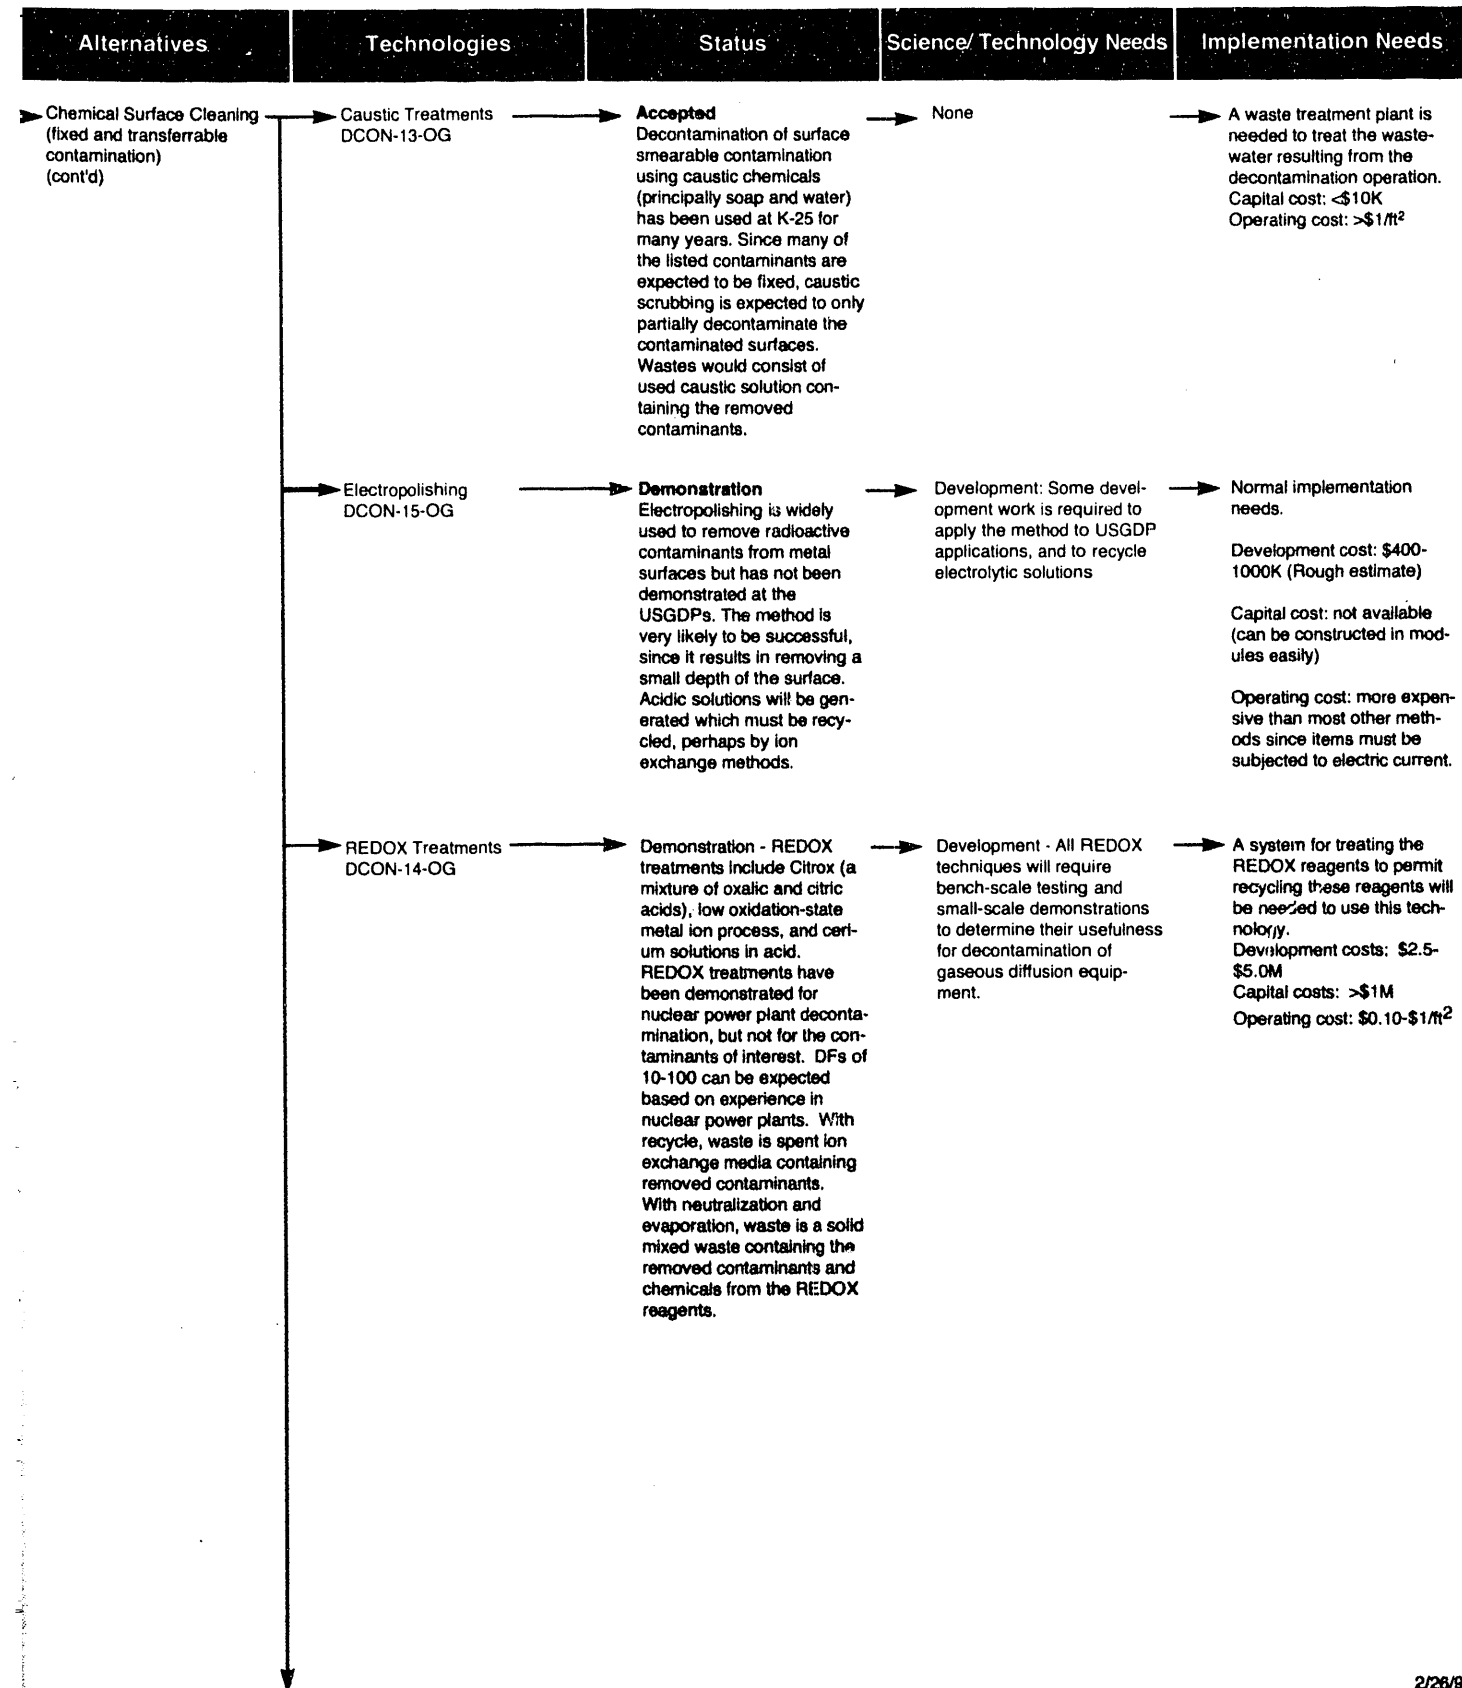 Alternatives
Technologies
Status
Science/ Technology Needs
Implementation Needs
Chemical Surface Cleaning
(fixed and transferrable
contamination)
(cont'd)
Caustic Treatments
DCON-13-OG
Accepted
Decontamination of surface
smearable contamination
using caustic chemicals
(principally soap and water)
has been used at K-25 for
many years. Since many of
the listed contaminants are
expected to be fixed, caustic
scrubbing is expected to only
partially decontaminate the
contaminated surfaces.
Wastes would consist of
used caustic solution con-
taining the removed
contaminants.
None
A waste treatment plant is
needed to treat the waste-
water resulting from the
decontamination operation.
Capital cost: <$10K
Operating cost: >$1/ft²
Electropolishing
DCON-15-OG
Demonstration
Electropolishing is widely
used to remove radioactive
contaminants from metal
surfaces but has not been
demonstrated at the
USGDPs. The method is
very likely to be successful,
since it results in removing a
small depth of the surface.
Acidic solutions will be gen-
erated which must be recy-
cled, perhaps by ion
exchange methods.
Development: Some devel-
opment work is required to
apply the method to USGDP
applications, and to recycle
electrolytic solutions
Normal implementation
needs.
Development cost: $400-
1000K (Rough estimate)
Capital cost: not available
(can be constructed in mod-
ules easily)
Operating cost: more expen-
sive than most other meth-
ods since items must be
subjected to electric current.
REDOX Treatments
DCON-14-OG
Demonstration - REDOX
treatments include Citrox (a
mixture of oxalic and citric
acids), low oxidation-state
metal ion process, and ceri-
um solutions in acid.
REDOX treatments have
been demonstrated for
nuclear power plant deconta-
mination, but not for the con-
taminants of interest. DFs of
10-100 can be expected
based on experience in
nuclear power plants. With
recycle, waste is spent ion
exchange media containing
removed contaminants.
With neutralization and
evaporation, waste is a solid
mixed waste containing the
removed contaminants and
chemicals from the REDOX
reagents.
Development - All REDOX
techniques will require
bench-scale testing and
small-scale demonstrations
to determine their usefulness
for decontamination of
gaseous diffusion equip-
ment.
A system for treating the
REDOX reagents to permit
recycling these reagents will
be needed to use this tech-
nology.
Development costs: $2.5-
$5.0M
Capital costs: >$1M
Operating cost: $0.10-$1/ft²
2/26/9